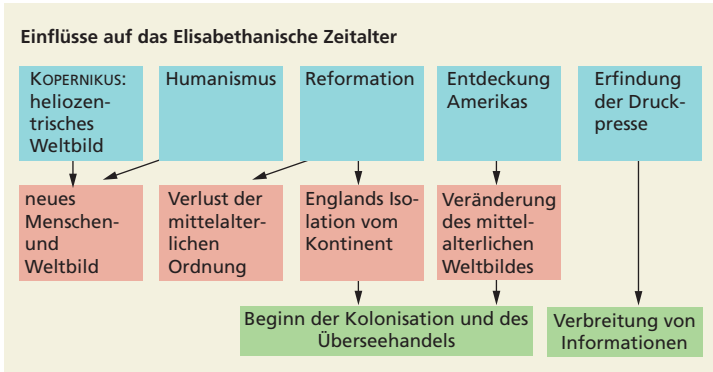 Einflüsse auf das Elisabethanische Zeitalter
KOPERNIKUS:
heliozen-
trisches
Weltbild
Humanismus
Reformation
Entdeckung
Amerikas
Erfindung
der Druck-
presse
neues
Menschen-
und
Weltbild
Verlust der
mittelalter-
lichen
Ordnung
Englands Iso-
lation vom
Kontinent
Veränderung
des mittel-
alterlichen
Weltbildes
Beginn der Kolonisation und des
Überseehandels
Verbreitung von
Informationen